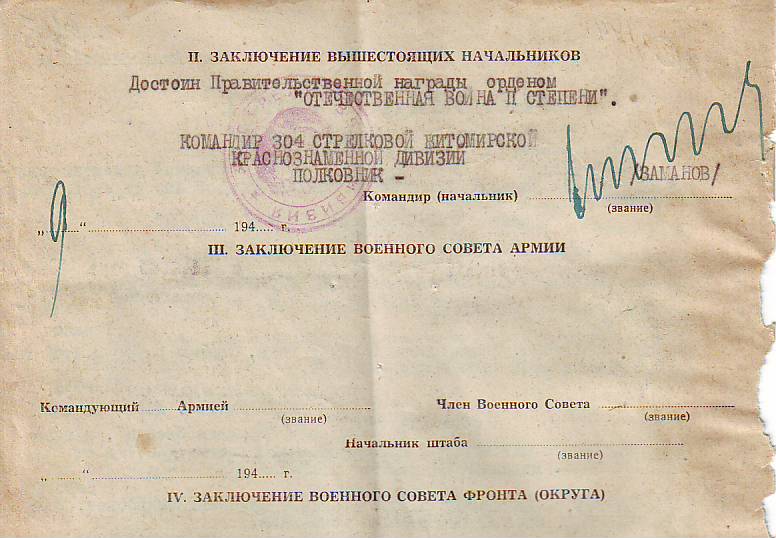 II. ЗАКЛЮЧЕНИЕ ВЫШЕСТОЯЩИХ НАЧАЛЬНИКОВ
Достоин Правительственной награды орденом
"ОТЕЧЕСТВЕННАЯ ВОЙНА II СТЕПЕНИ".
КОМАНДИР 304 СТРЕЛКОВОЙ ЖИТОМИРСКОЙ
КРАСНОЗНАМЕННОЙ ДИВИЗИИ
ПОЛКОВНИК -
/ЗАМАНОВ/
Командир (начальник)
(звание)
„ “ 194 г.
III. ЗАКЛЮЧЕНИЕ ВОЕННОГО СОВЕТА АРМИИ
Командующий Армией Член Военного Совета
(звание) (звание)
Начальник штаба
(звание)
„ “ 194 г.
IV. ЗАКЛЮЧЕНИЕ ВОЕННОГО СОВЕТА ФРОНТА (ОКРУГА)